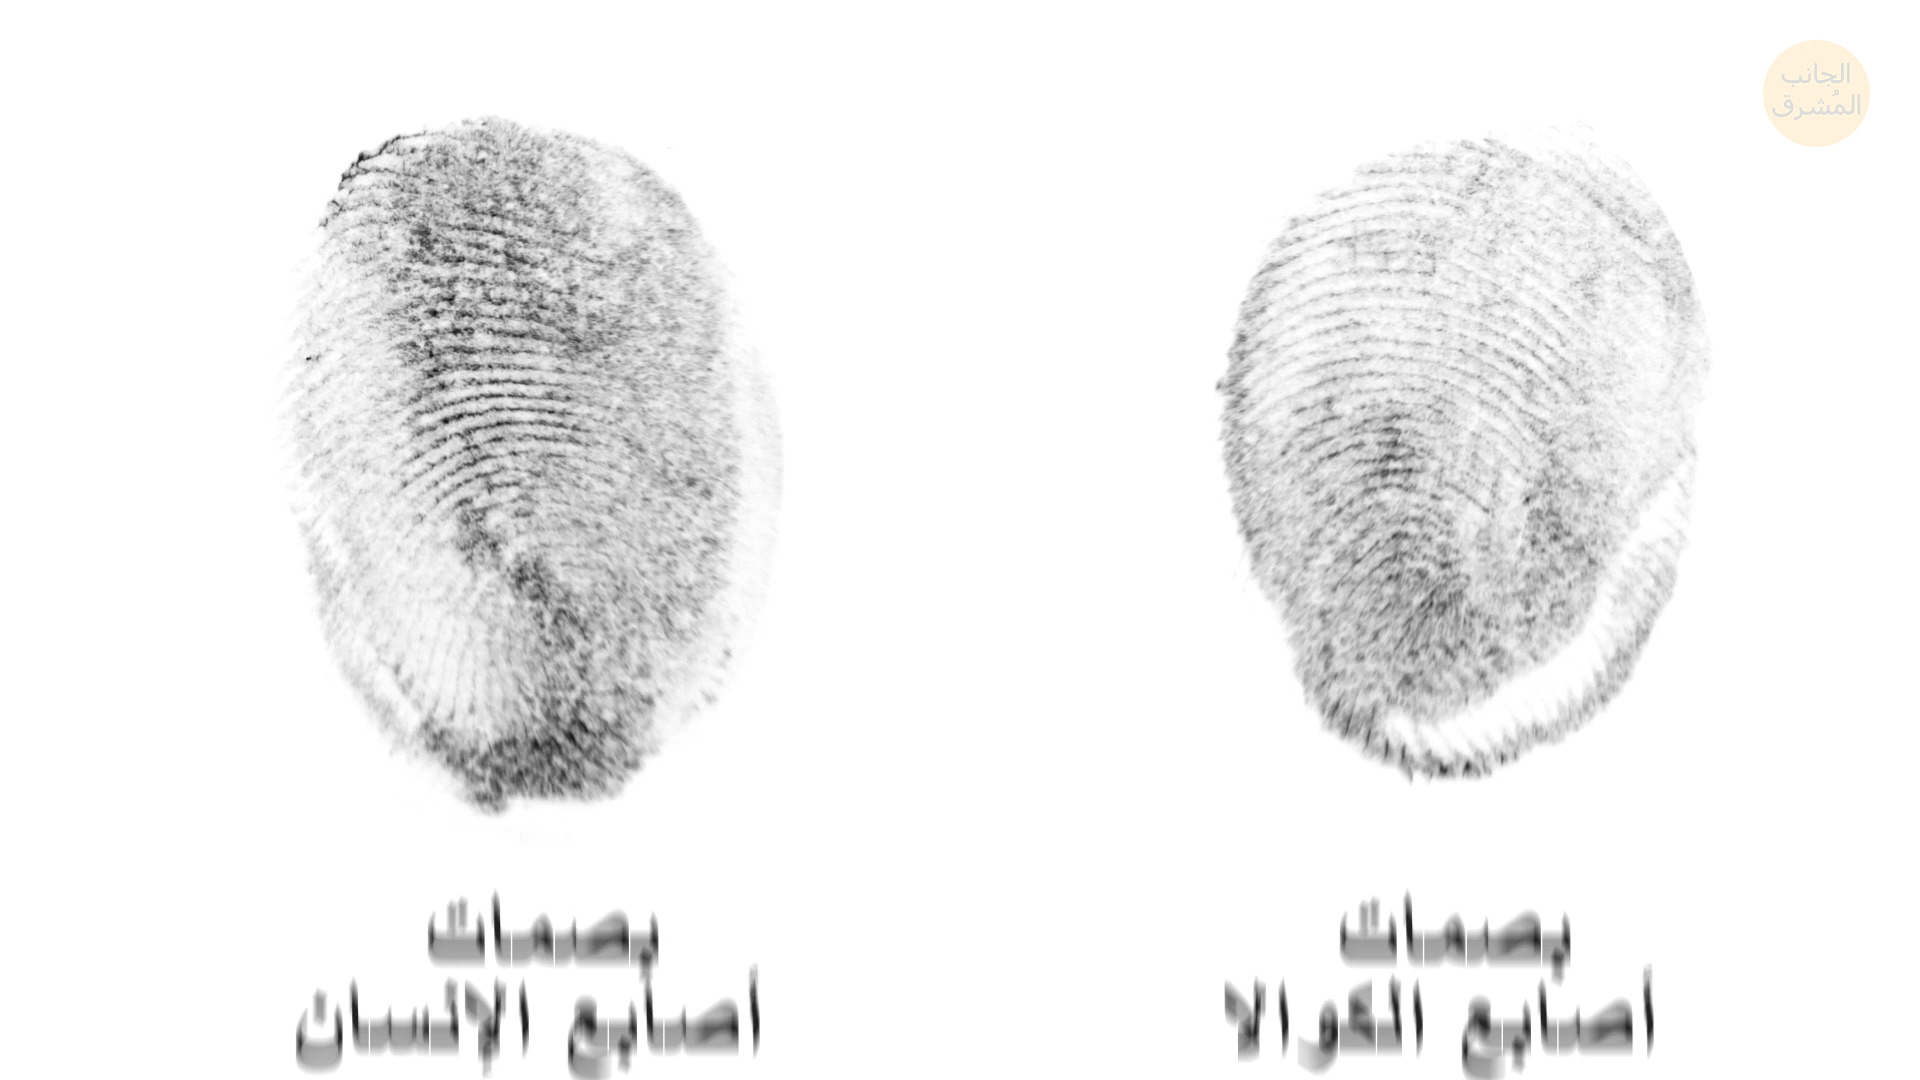 الجانب
المُشرق
بصمات
أصابع الكوالا
بصمات
أصابع الإنسان